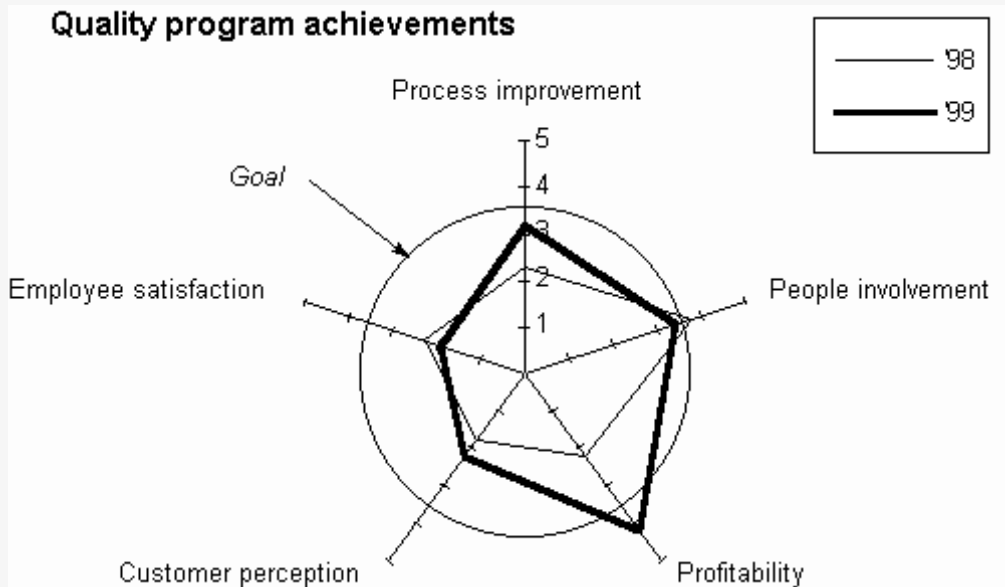 Quality program achievements
'98
'99
Process improvement
5
4
3
2
1
Goal
Employee satisfaction
People involvement
Customer perception
Profitability